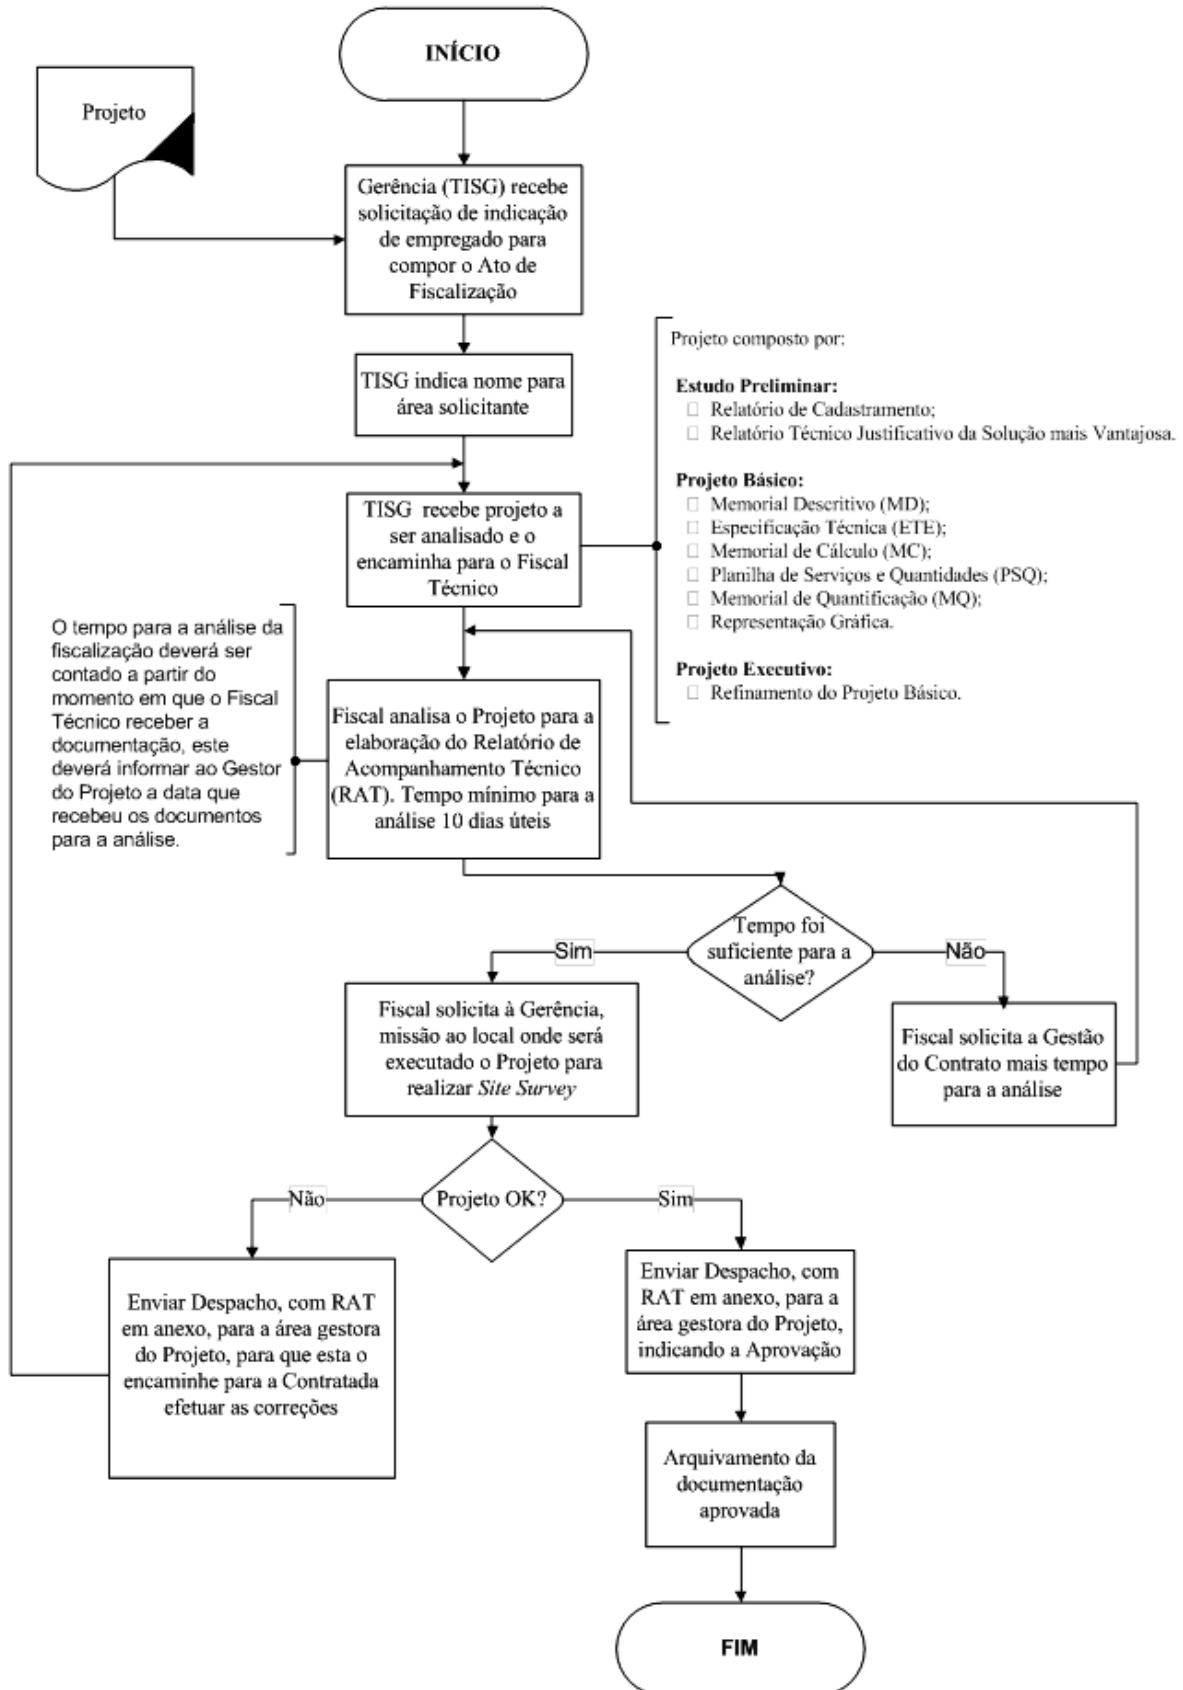 INÍCIO
Projeto
Gerência (TISG) recebe
solicitação de indicação
de empregado para
compor o Ato de
Fiscalização
TISG indica nome para
área solicitante
TISG recebe projeto a
ser analisado e o
encaminha para o Fiscal
Técnico
Projeto composto por:
Estudo Preliminar:
Relatório de Cadastramento;
Relatório Técnico Justificativo da Solução mais Vantajosa.
Projeto Básico:
Memorial Descritivo (MD);
Especificação Técnica (ETE);
Memorial de Cálculo (MC);
Planilha de Serviços e Quantidades (PSQ);
Memorial de Quantificação (MQ);
Representação Gráfica.
Projeto Executivo:
Refinamento do Projeto Básico.
O tempo para a análise da
fiscalização deverá ser
contado a partir do
momento em que o Fiscal
Técnico receber a
documentação, este
deverá informar ao Gestor
do Projeto a data que
recebeu os documentos
para a análise.
Fiscal analisa o Projeto para a
elaboração do Relatório de
Acompanhamento Técnico
(RAT). Tempo mínimo para a
análise 10 dias úteis
Tempo foi
suficiente para a
análise?
Sim
Não
Fiscal solicita à Gerência,
missão ao local onde será
executado o Projeto para
realizar Site Survey
Fiscal solicita a Gestão
do Contrato mais tempo
para a análise
Projeto OK?
Não
Sim
Enviar Despacho, com RAT
em anexo, para a área gestora
do Projeto, para que esta o
encaminhe para a Contratada
efetuar as correções
Enviar Despacho, com
RAT em anexo, para a
área gestora do Projeto,
indicando a Aprovação
Arquivamento da
documentação
aprovada
FIM